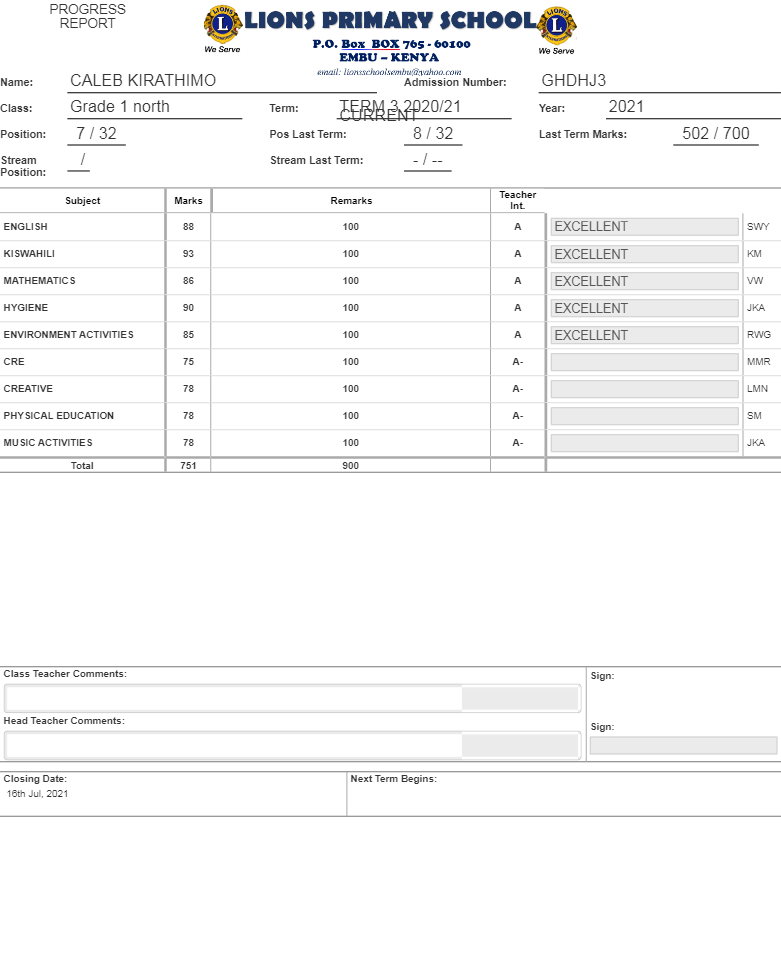 PROGRESS
REPORT
LIONS PRIMARY SCHOOL
LIONS L LIONS L
We Serve We Serve
P.O. Box BOX 765 - 60100
EMBU – KENYA
email: lionsschoolsembu@yahoo.com
Name: CALEB KIRATHIMO Admission Number: GHDHJ3
Class: Grade 1 north Term: TERM 3 2020/21 CURRENT Year: 2021
Position: 7 / 32 Pos Last Term: 8 / 32 Last Term Marks: 502 / 700
Stream Position: / Stream Last Term: - / --
Subject Marks Remarks Teacher Int.
ENGLISH 88 100 A EXCELLENT SWY
KISWAHILI 93 100 A EXCELLENT KM
MATHEMATICS 86 100 A EXCELLENT VW
HYGIENE 90 100 A EXCELLENT JKA
ENVIRONMENT ACTIVITIES 85 100 A EXCELLENT RWG
CRE 75 100 A- MMR
CREATIVE 78 100 A- LMN
PHYSICAL EDUCATION 78 100 A- SM
MUSIC ACTIVITIES 78 100 A- JKA
Total 751 900
Class Teacher Comments: Sign:
Head Teacher Comments: Sign:
Closing Date: Next Term Begins:
16th Jul, 2021